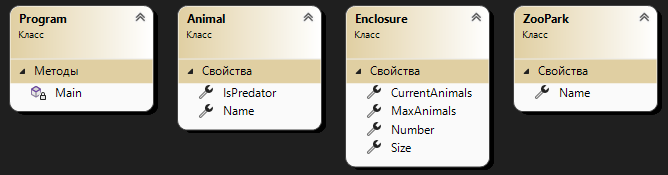 Program
Класс
Методы
Main
Animal
Класс
Свойства
IsPredator
Name
Enclosure
Класс
Свойства
CurrentAnimals
MaxAnimals
Number
Size
ZooPark
Класс
Свойства
Name